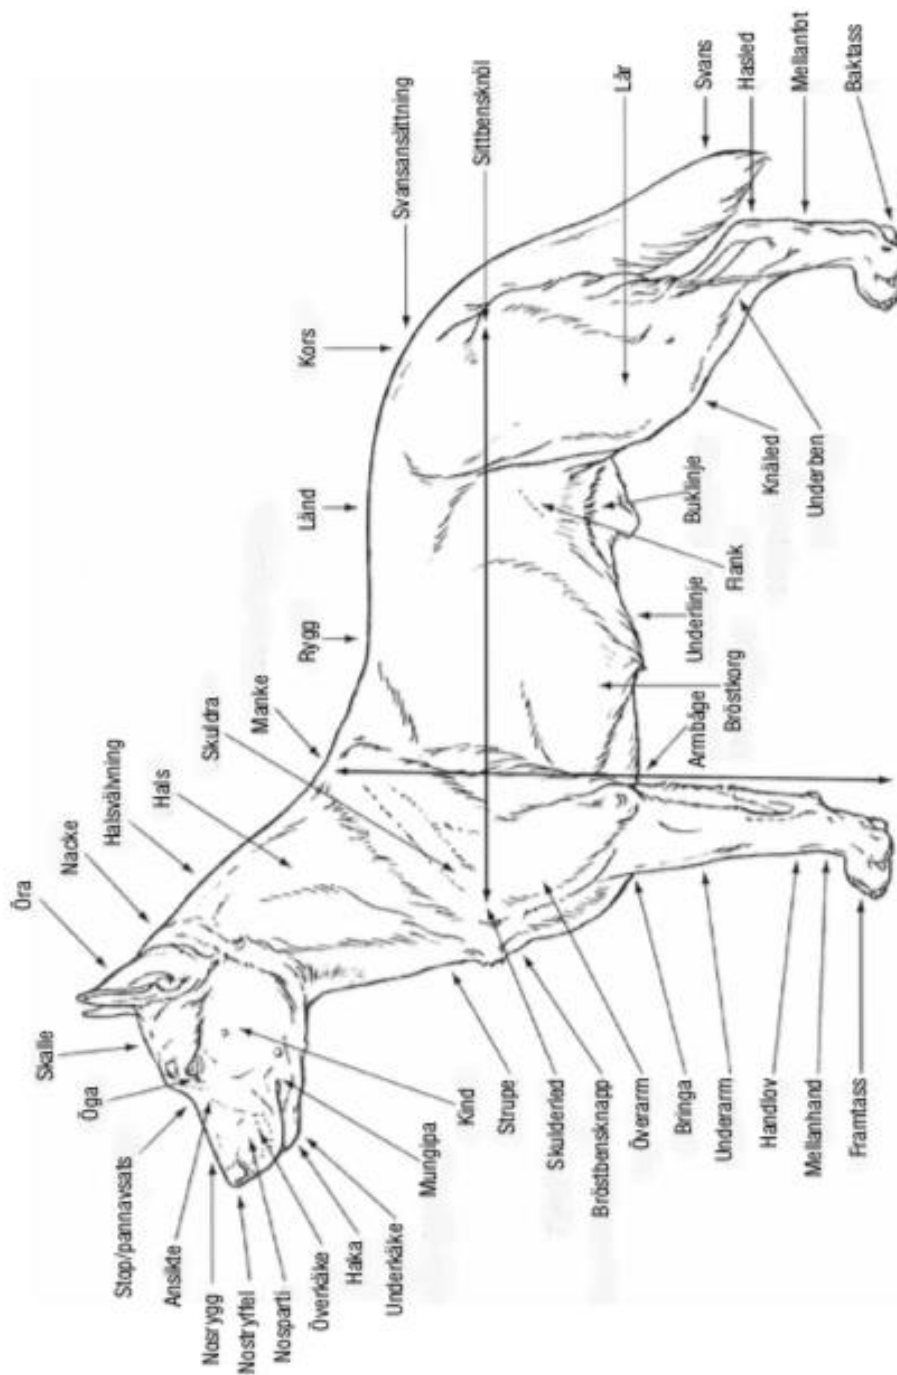 Öra
Nacke
Halsvälvning
Hals
Skuldra
Manke
Rygg
Länd
Kors
Svansansättning
Sittbensknöl
Lår
Svans
Hasled
Mellanfot
Baktass
Skalle
Öga
Stop/pannavsats
Ansikte
Nosrygg
Nostryffel
Nosparti
Överkäke
Haka
Underkäke
Mungipa
Kind
Strupe
Skulderled
Bröstbensknapp
Överarm
Bringa
Underarm
Handlov
Mellanhand
Framtass
Armbåge
Bröstkorg
Underlinje
Flank
Buklinje
Knäled
Underben